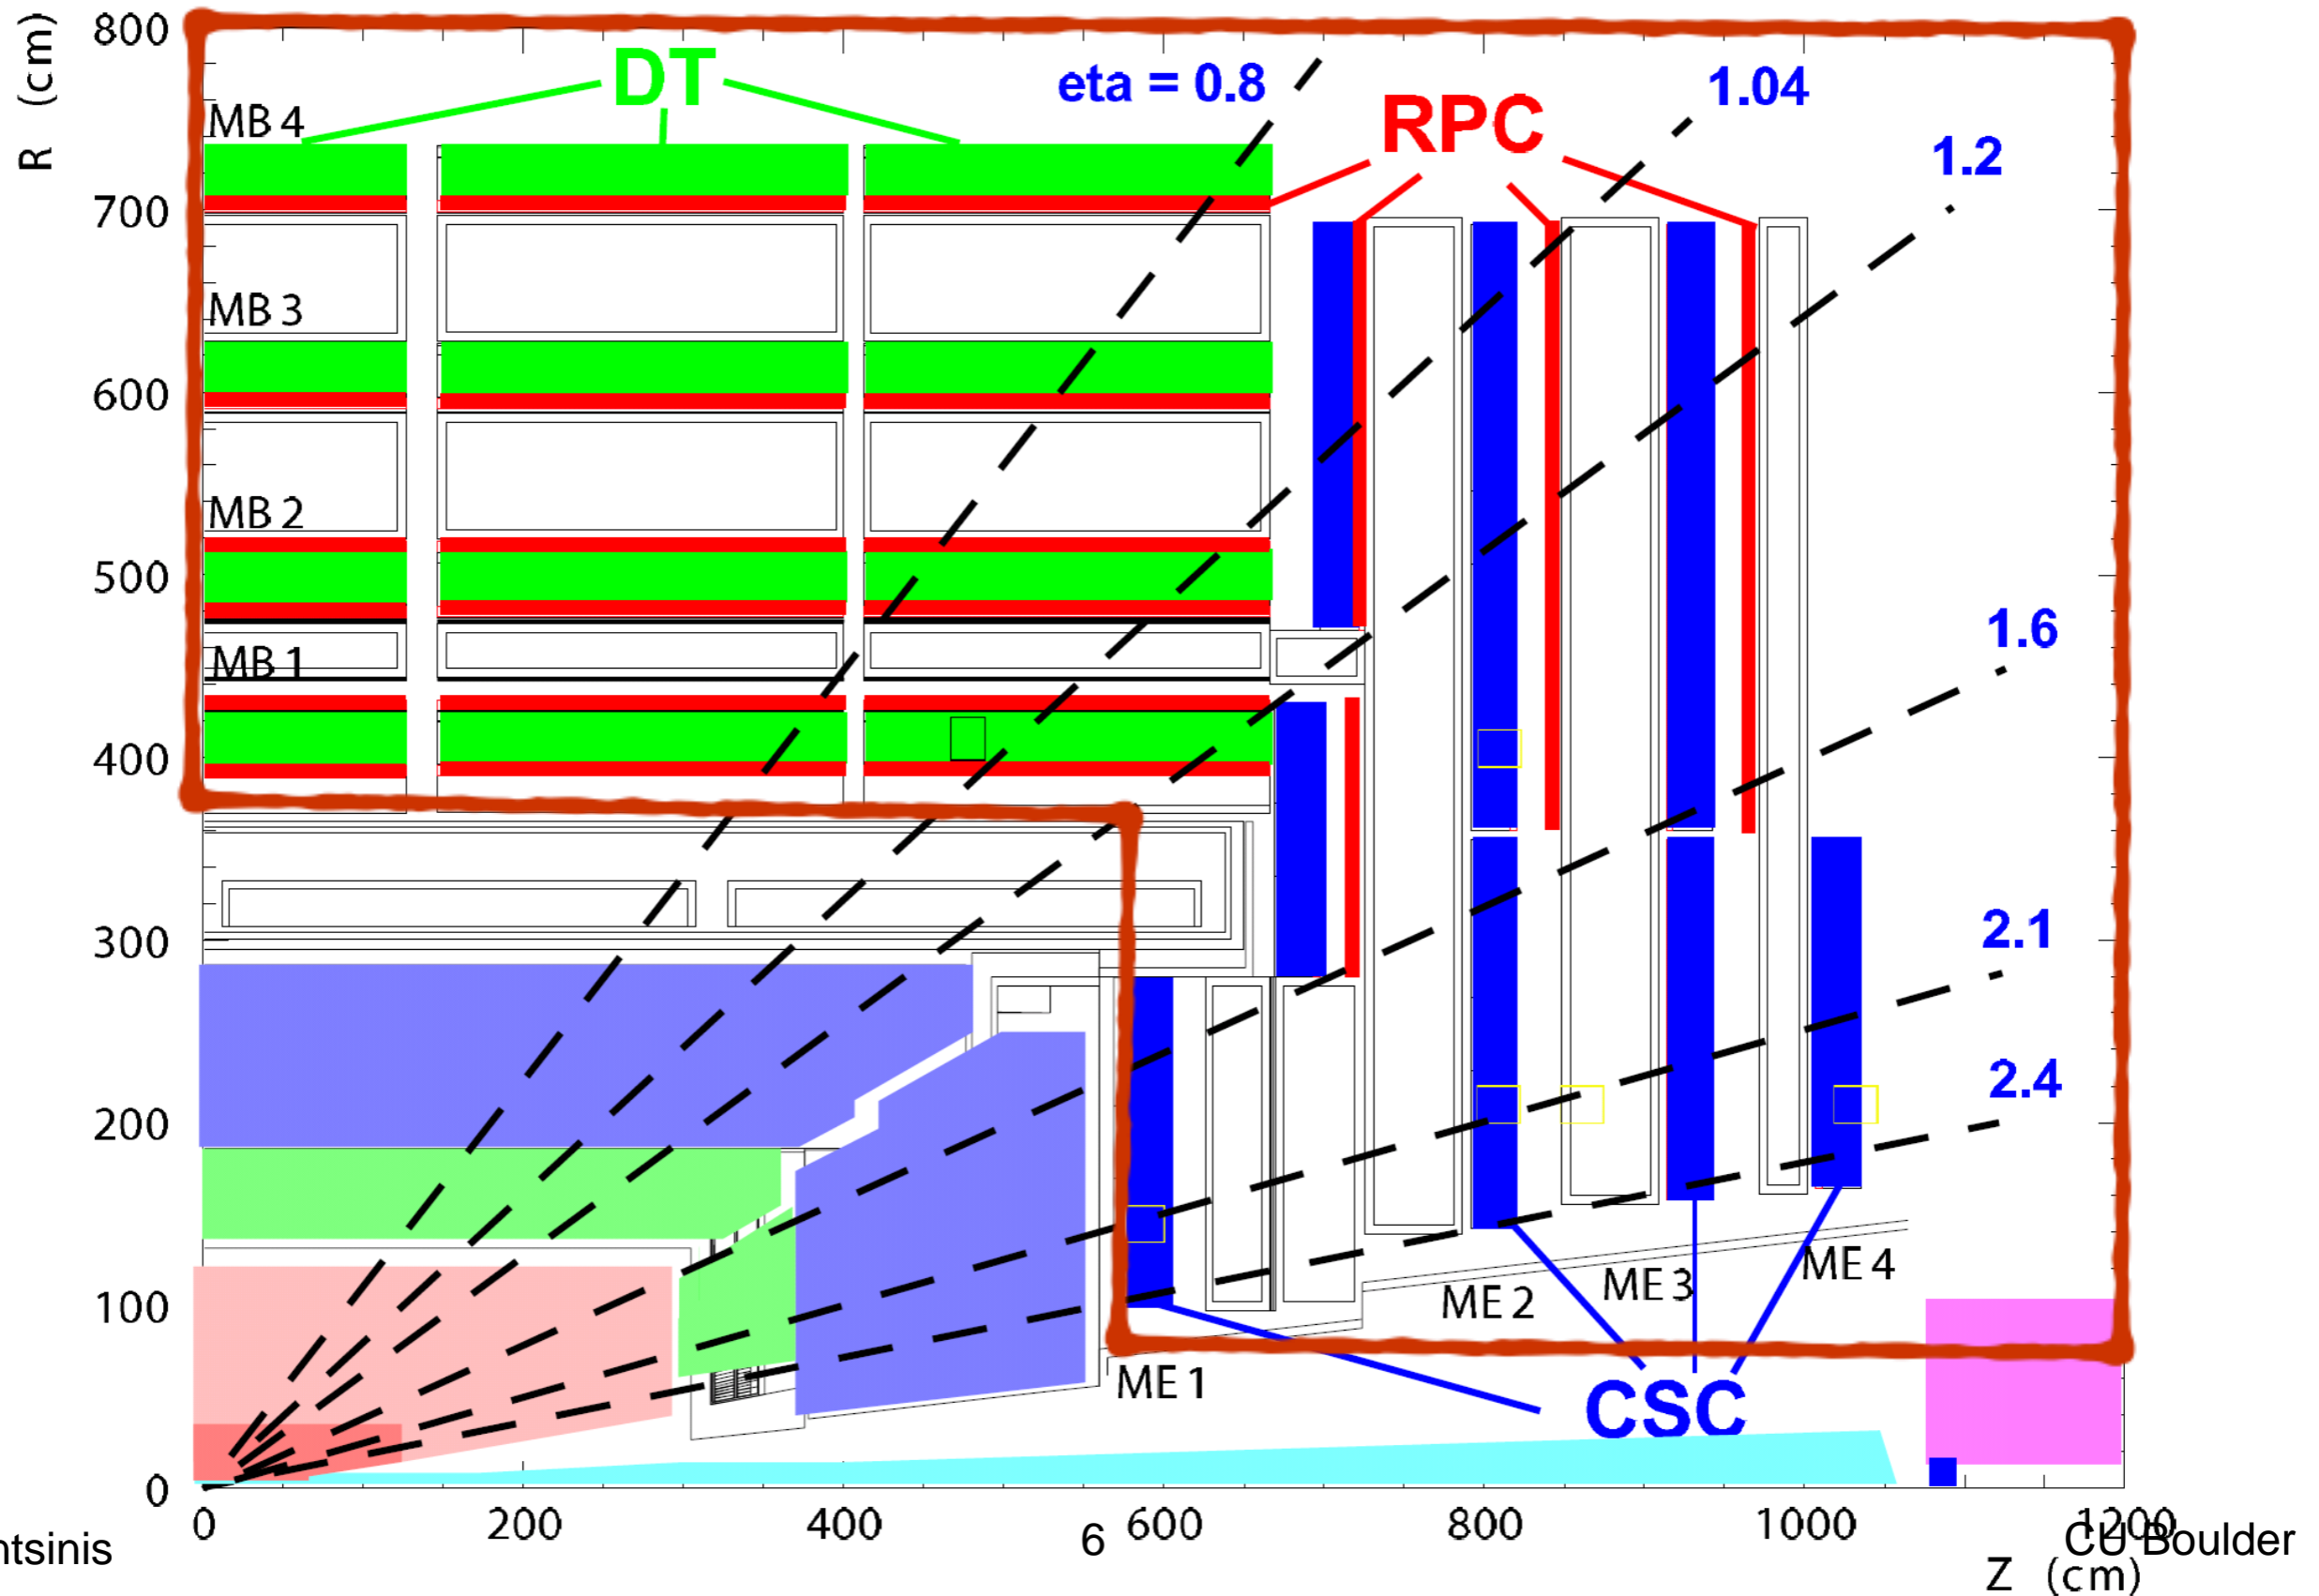 800
R (cm)
DT
eta = 0.8
1.04
RPC
1.2
MB 4
700
MB 3
600
MB 2
500
1.6
MB 1
400
300
2.1
200
2.4
100
ME 4
ME 3
ME 2
ME 1
CSC
0
0 200 400 600 800 1000 1200
ntsinis 6 CU Boulder
Z (cm)